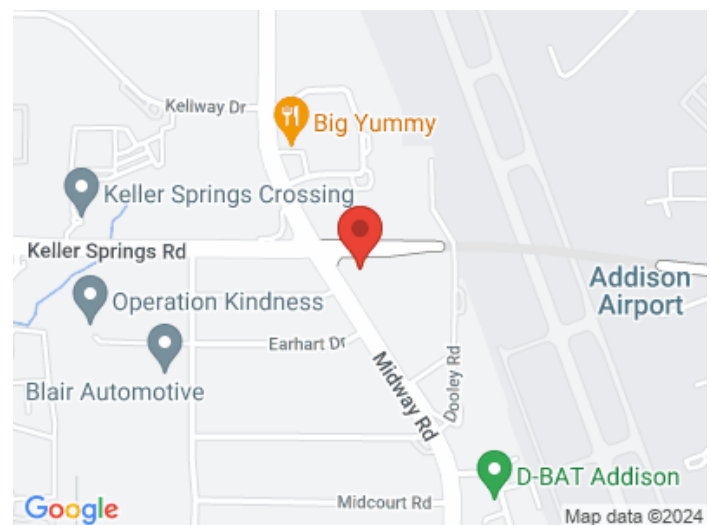 Keliway Dr
Big Yummy
Keller Springs Crossing
Keller Springs Rd
Addison
Airport
Operation Kindness
Earhart Dr
Blair Automotive
Midway Rd
Dooley Rd
D-BAT Addison
Midcourt Rd
Google
Map data ©2024